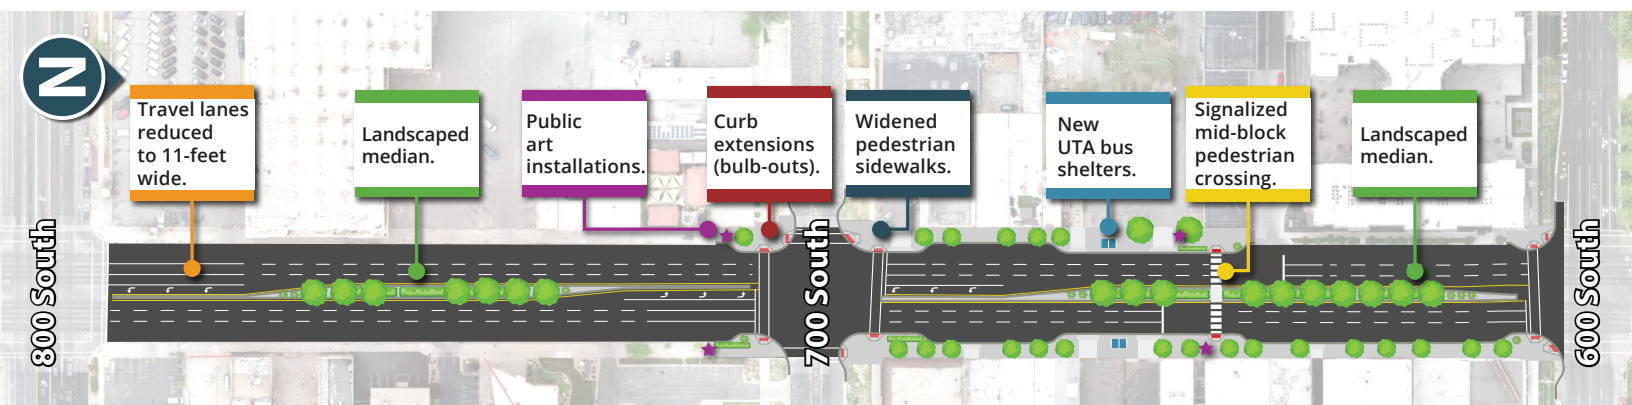 N
Travel lanes
reduced
to 11-feet
wide.
Landscaped
median.
Public
art
installations.
Curb
extensions
(bulb-outs).
Widened
pedestrian
sidewalks.
New
UTA bus
shelters.
Signalized
mid-block
pedestrian
crossing.
Landscaped
median.
800 South
700 South
600 South